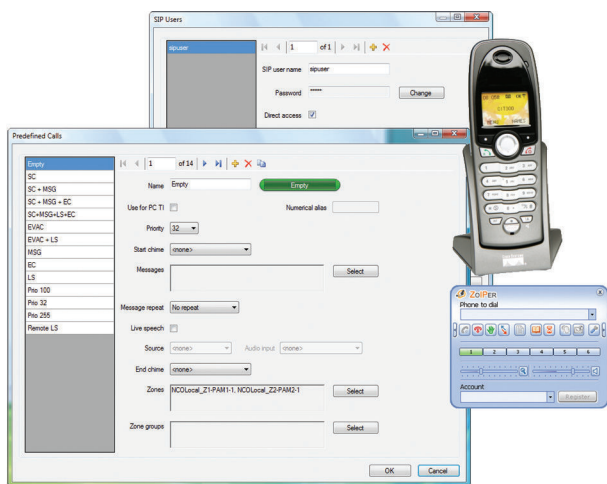 SIP Users
sipuser
1 of 1
SIP user name sipuser
Password *****
Change
Direct access
Predefined Calls
Empty
SC
SC + MSG
SC + MSG + EC
SC+MSG+LS+EC
EVAC
EVAC + LS
MSG
EC
LS
Prio 100
Prio 32
Prio 255
Remote LS
1 of 14
Name Empty Empty
Use for PC TI Numerical alias
Priority 32
Start chime <none>
Messages Select
Message repeat No repeat
Live speech
Source <none> Audio input <none>
End chime <none>
Zones NCOLocal_Z1-PAM1-1, NCOLocal_Z2-PAM2-1 Select
Zone groups Select
OK Cancel
MENU NAMES
ZOIPER
Phone to dial
1 2 3 4 5 6
Account
Register